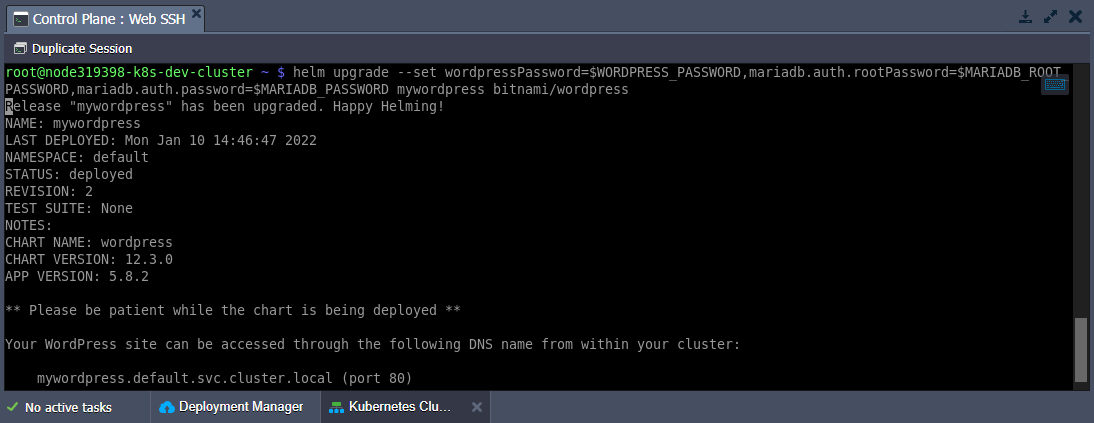 Control Plane : Web SSH
Duplicate Session
root@node319398-k8s-dev-cluster ~ $ helm upgrade --set wordpressPassword=$WORDPRESS_PASSWORD,mariadb.auth.rootPassword=$MARIADB_ROOT_
PASSWORD,mariadb.auth.password=$MARIADB_PASSWORD mywordpress bitnami/wordpress
Release "mywordpress" has been upgraded. Happy Helming!
NAME: mywordpress
LAST DEPLOYED: Mon Jan 10 14:46:47 2022
NAMESPACE: default
STATUS: deployed
REVISION: 2
TEST SUITE: None
NOTES:
CHART NAME: wordpress
CHART VERSION: 12.3.0
APP VERSION: 5.8.2
** Please be patient while the chart is being deployed **
Your WordPress site can be accessed through the following DNS name from within your cluster:
mywordpress.default.svc.cluster.local (port 80)
No active tasks
Deployment Manager
Kubernetes Clu...